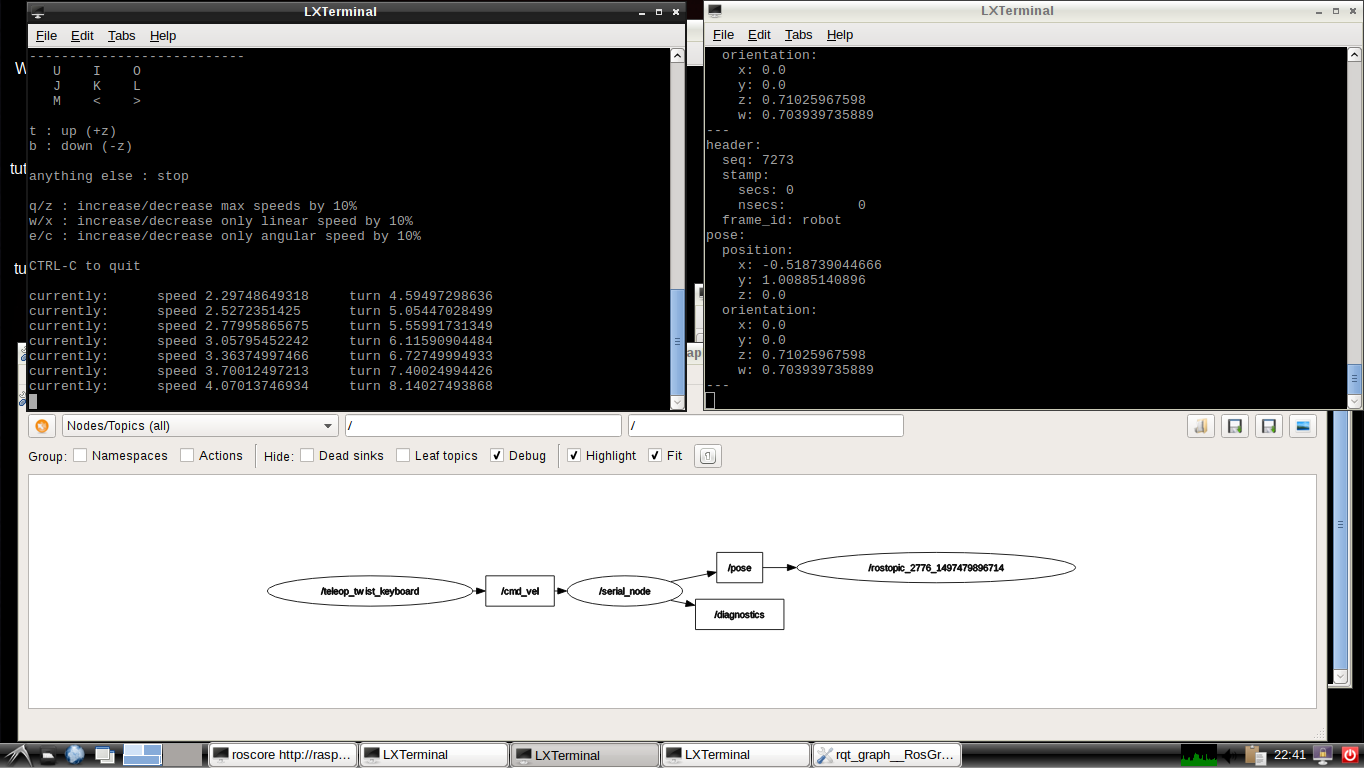 LXTerminal
File Edit Tabs Help
---------------------------
U I O
J K L
M < >
t : up (+z)
b : down (-z)
anything else : stop
q/z : increase/decrease max speeds by 10%
w/x : increase/decrease only linear speed by 10%
e/c : increase/decrease only angular speed by 10%
CTRL-C to quit
currently: speed 2.29748649318 turn 4.59497298636
currently: speed 2.5272351425 turn 5.05447028499
currently: speed 2.77995865675 turn 5.55991731349
currently: speed 3.05795452242 turn 6.11590904484
currently: speed 3.36374997466 turn 6.72749994933
currently: speed 3.70012497213 turn 7.40024994426
currently: speed 4.07013746934 turn 8.14027493868
LXTerminal
File Edit Tabs Help
orientation:
x: 0.0
y: 0.0
z: 0.71025967598
w: 0.703939735889
---
header:
seq: 7273
stamp:
secs: 0
nsecs: 0
frame_id: robot
pose:
position:
x: -0.518739044666
y: 1.00885140896
z: 0.0
orientation:
x: 0.0
y: 0.0
z: 0.71025967598
w: 0.703939735889
---
W
tut
tu
ap
Nodes/Topics (all) / /
Group: Namespaces Actions Hide: Dead sinks Leaf topics Debug Highlight Fit
/teleop_twist_keyboard
/cmd_vel
/serial_node
/pose
/diagnostics
/rostopic_2776_1497479896714
roscore http://rasp... LXTerminal LXTerminal LXTerminal rqt_graph__RosGr... 22:41